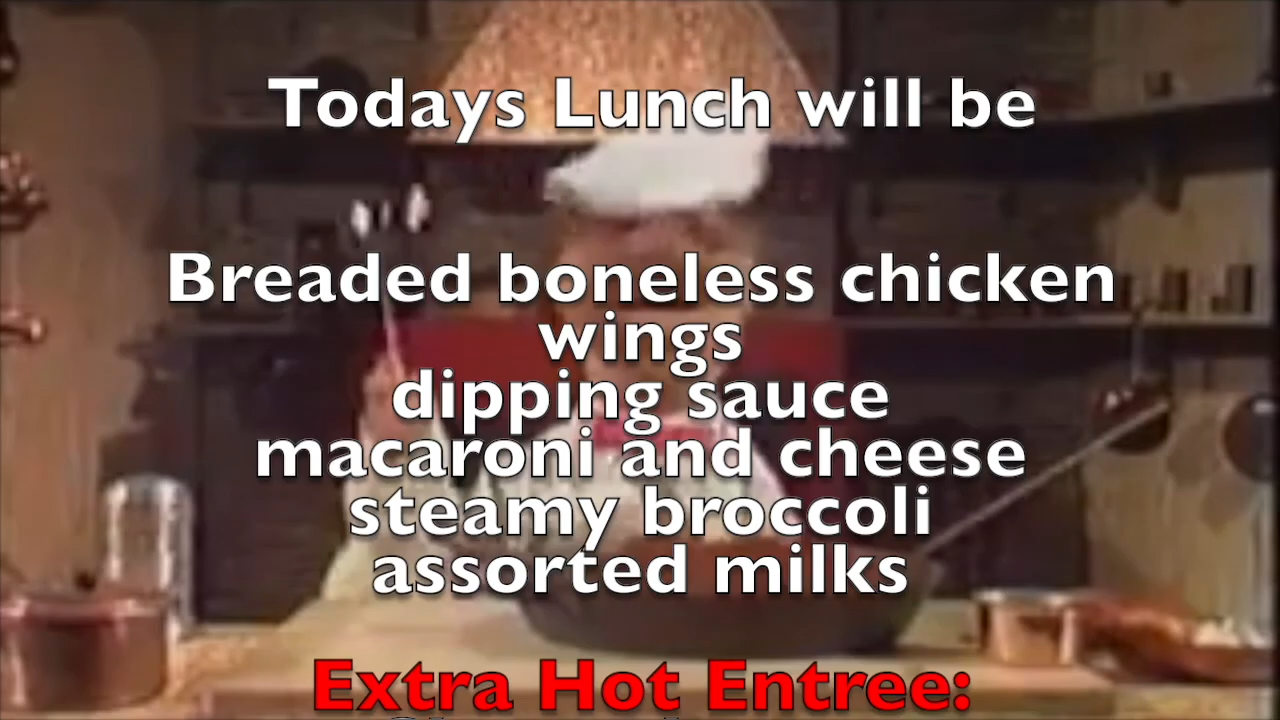 Todays Lunch will be
Breaded boneless chicken
wings
dipping sauce
macaroni and cheese
steamy broccoli
assorted milks
Extra Hot Entree: